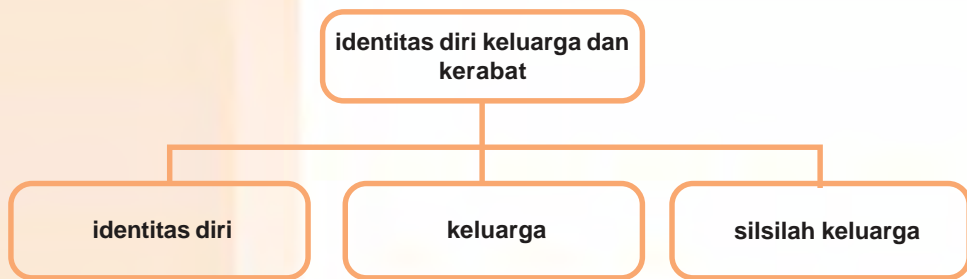 identitas diri keluarga dan
kerabat
identitas diri
keluarga
silsilah keluarga